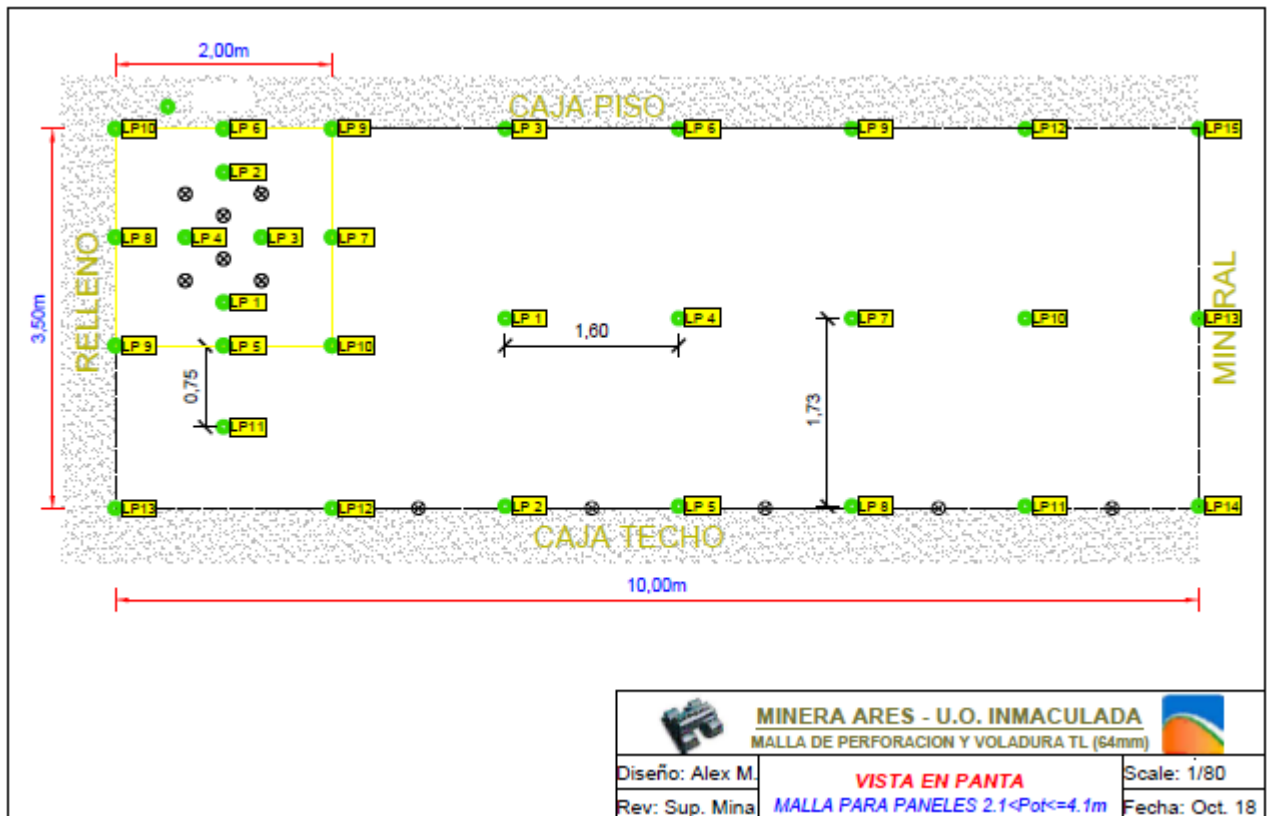 2,00m
CAJA PISO
LP10 LP 6 LP 9 LP 3 LP 6 LP 9 LP12 LP15
LP 2
LP 8 LP 4 LP 3 LP 7
RELLENO
3,50m
MINERAL
LP 1
LP 1 1,60 LP 4 LP 7 LP10 LP13
LP 9 LP 5 LP10
0,75
1,73
LP11
LP13 LP12 LP 2 LP 5 LP 8 LP11 LP14
CAJA TECHO
10,00m
MINERA ARES - U.O. INMACULADA
MALLA DE PERFORACION Y VOLADURA TL (64mm)
Diseño: Alex M.
VISTA EN PANTA
Scale: 1/80
Rev: Sup. Mina
MALLA PARA PANELES 2.1<Pot<=4.1m
Fecha: Oct. 18